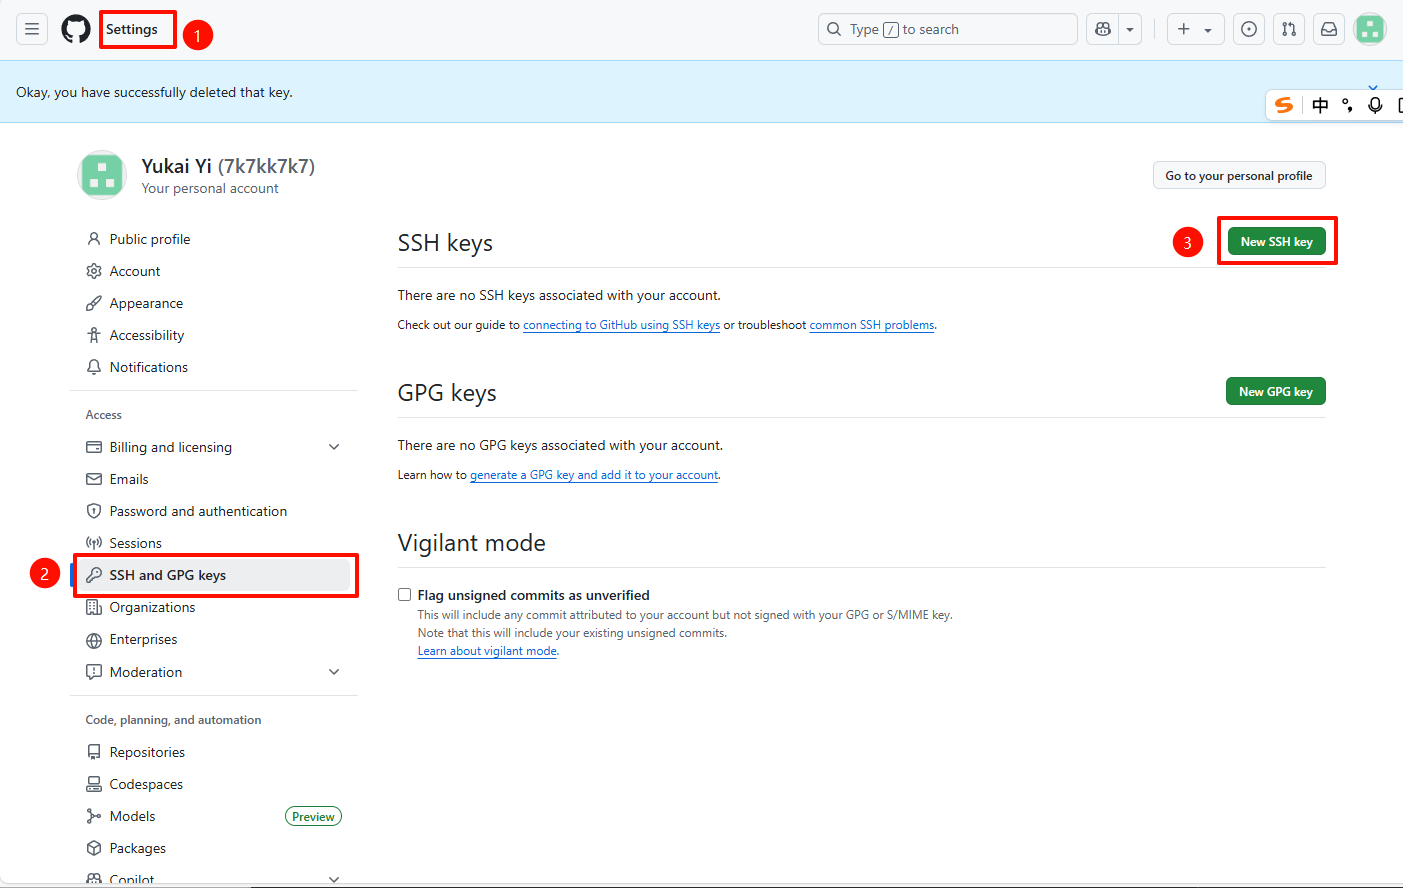 Settings
1
Type / to search
Okay, you have successfully deleted that key.
中
Yukai Yi (7k7kk7k7)
Your personal account
Go to your personal profile
Public profile
Account
Appearance
Accessibility
Notifications
Access
Billing and licensing
Emails
Password and authentication
Sessions
2
SSH and GPG keys
Organizations
Enterprises
Moderation
Code, planning, and automation
Repositories
Codespaces
Models
Preview
Packages
Copilot
SSH keys
3
New SSH key
There are no SSH keys associated with your account.
Check out our guide to connecting to GitHub using SSH keys or troubleshoot common SSH problems.
GPG keys
New GPG key
There are no GPG keys associated with your account.
Learn how to generate a GPG key and add it to your account.
Vigilant mode
Flag unsigned commits as unverified
This will include any commit attributed to your account but not signed with your GPG or S/MIME key.
Note that this will include your existing unsigned commits.
Learn about vigilant mode.